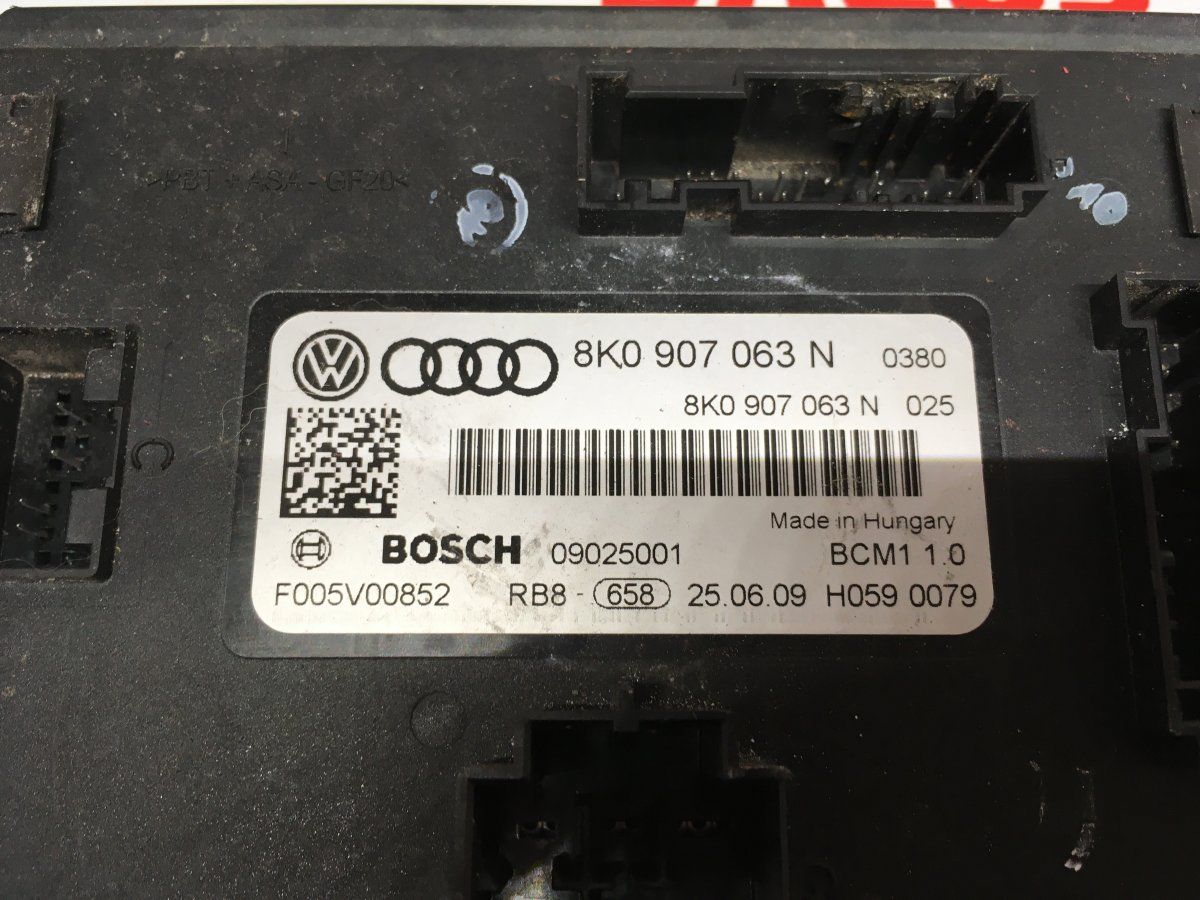 >PBT + ASA - GF20<
8K0 907 063 N 0380
8K0 907 063 N 025
C
Made in Hungary
BOSCH 09025001 BCM1 1.0
F005V00852 RB8 - 658 25.06.09 H059 0079